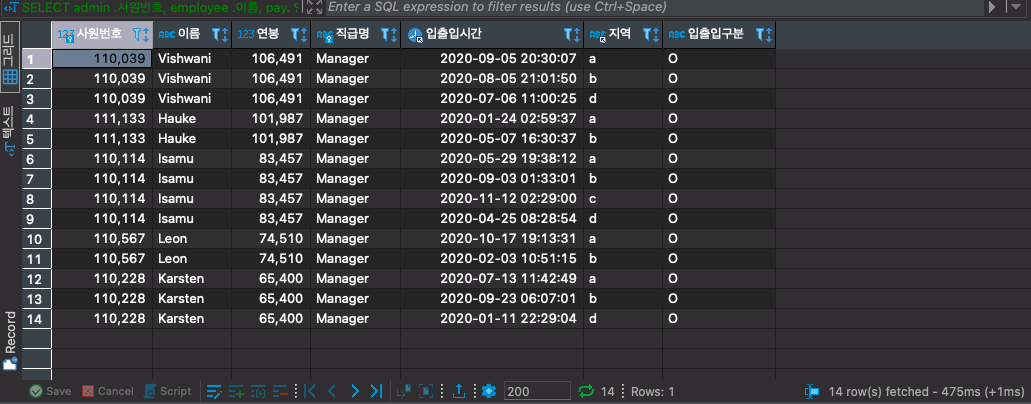 SELECT admin .사원번호, employee .이름, pay. Enter a SQL expression to filter results (use Ctrl+Space)
그리드
텍스트
Record
123 사원번호 ABC 이름 123 연봉 ABC 직급명 입출입시간 ABC 지역 ABC 입출입구분
1 110,039 Vishwani 106,491 Manager 2020-09-05 20:30:07 a O
2 110,039 Vishwani 106,491 Manager 2020-08-05 21:01:50 b O
3 110,039 Vishwani 106,491 Manager 2020-07-06 11:00:25 d O
4 111,133 Hauke 101,987 Manager 2020-01-24 02:59:37 a O
5 111,133 Hauke 101,987 Manager 2020-05-07 16:30:37 b O
6 110,114 Isamu 83,457 Manager 2020-05-29 19:38:12 a O
7 110,114 Isamu 83,457 Manager 2020-09-03 01:33:01 b O
8 110,114 Isamu 83,457 Manager 2020-11-12 02:29:00 c O
9 110,114 Isamu 83,457 Manager 2020-04-25 08:28:54 d O
10 110,567 Leon 74,510 Manager 2020-10-17 19:13:31 a O
11 110,567 Leon 74,510 Manager 2020-02-03 10:51:15 b O
12 110,228 Karsten 65,400 Manager 2020-07-13 11:42:49 a O
13 110,228 Karsten 65,400 Manager 2020-09-23 06:07:01 b O
14 110,228 Karsten 65,400 Manager 2020-01-11 22:29:04 d O
Save Cancel Script 200 14 Rows: 1 14 row(s) fetched - 475ms (+1ms)